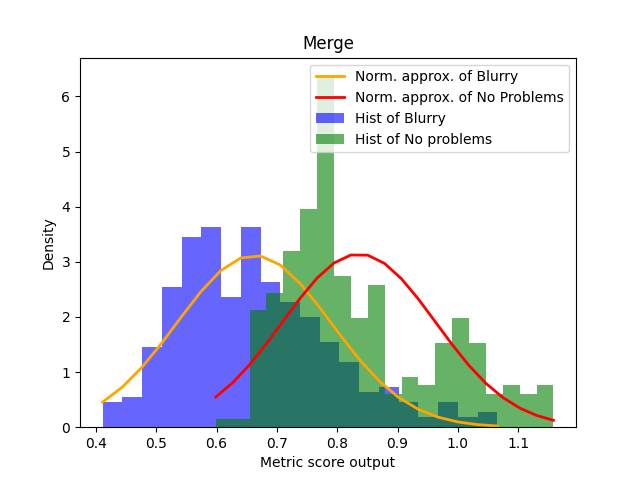 Merge
Norm. approx. of Blurry
Norm. approx. of No Problems
Hist of Blurry
Hist of No problems
Density
6
5
4
3
2
1
0
0.4 0.5 0.6 0.7 0.8 0.9 1.0 1.1
Metric score output